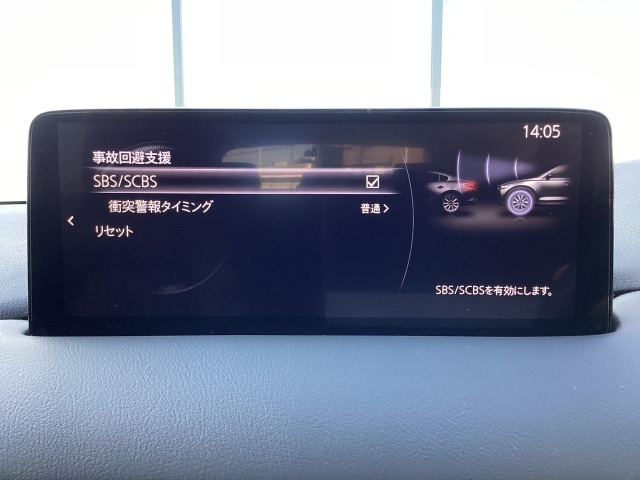 14:05
事故回避支援
SBS/SCBS
衝突警報タイミング 普通
リセット
SBS/SCBSを有効にします。